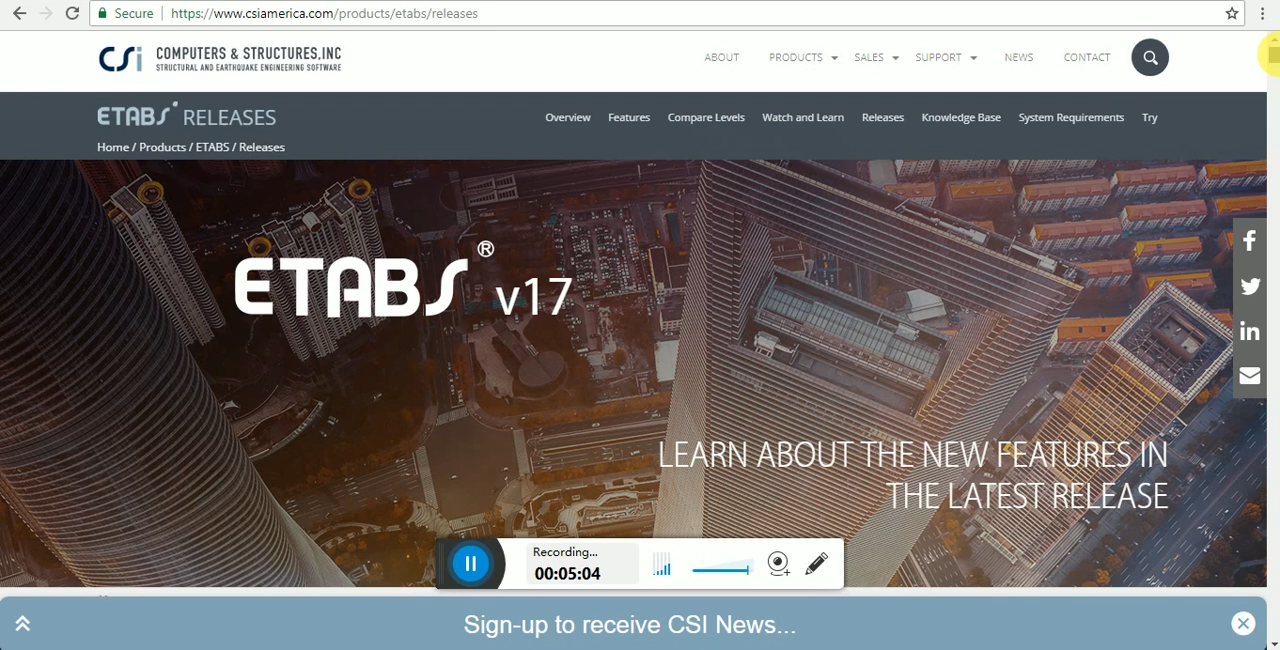 Secure
https://www.csiamerica.com/products/etabs/releases
CSi COMPUTERS & STRUCTURES,INC
STRUCTURAL AND EARTHQUAKE ENGINEERING SOFTWARE
ABOUT PRODUCTS SALES SUPPORT NEWS CONTACT
ETABS RELEASES
Overview Features Compare Levels Watch and Learn Releases Knowledge Base System Requirements Try
Home / Products / ETABS / Releases
ETABS® v17
LEARN ABOUT THE NEW FEATURES IN
THE LATEST RELEASE
Recording...
00:05:04
Sign-up to receive CSI News...